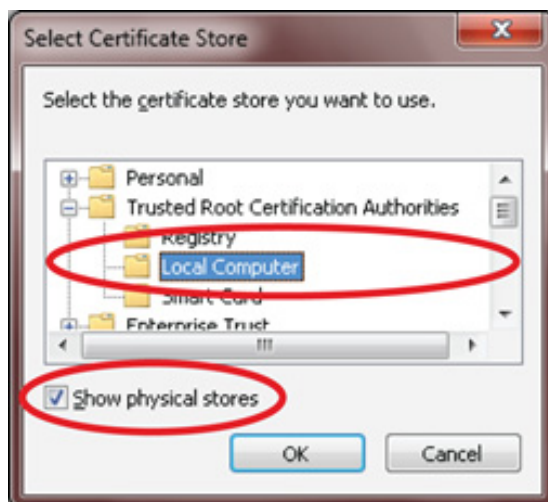 Select Certificate Store
Select the certificate store you want to use.
Personal
Trusted Root Certification Authorities
Registry
Local Computer
Smart Card
Enterprise Trust
Show physical stores
OK
Cancel